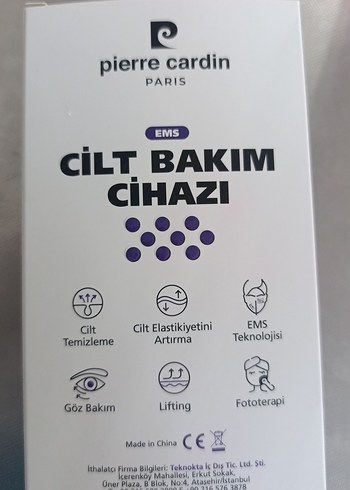 pierre cardin
PARIS
EMS
CİLT BAKIM
CİHAZI
Cilt
Temizleme
Cilt Elastikiyetini
Artırma
EMS
Teknolojisi
Göz Bakım
Lifting
Fototerapi
Made in China CE
İthalatçı Firma Bilgileri: Teknokta İç Dış Tic. Ltd. Şti.
İçerenköy Mahallesi, Erkut Sokak,
Üner Plaza, B Blok, No:4, Ataşehir/İstanbul